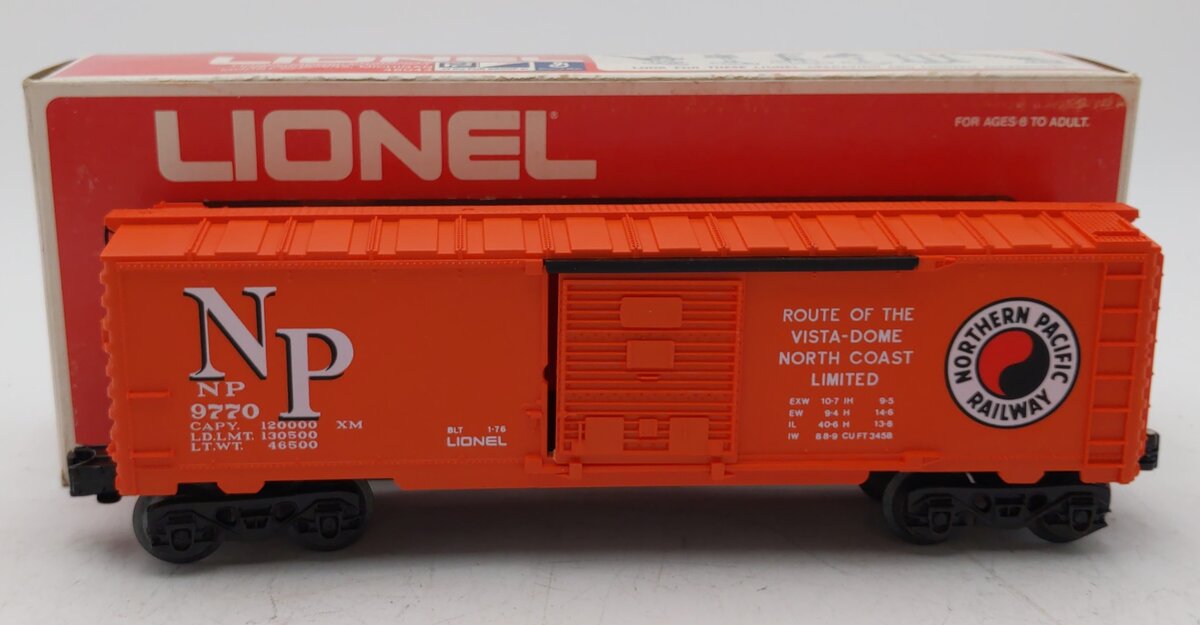 LIONEL®
FOR AGES 8 TO ADULT.
NP
NP
9770
CAPY. 120000 XM
LD.LMT. 130500
LT.WT. 46500
BLT 1-76
LIONEL
ROUTE OF THE
VISTA-DOME
NORTH COAST
LIMITED
EXW 10-7 IH 9-5
EW 9-4 H 14-6
IL 40-6 H 13-6
IW 8-8-9 CU FT 3458
NORTHERN PACIFIC
RAILWAY